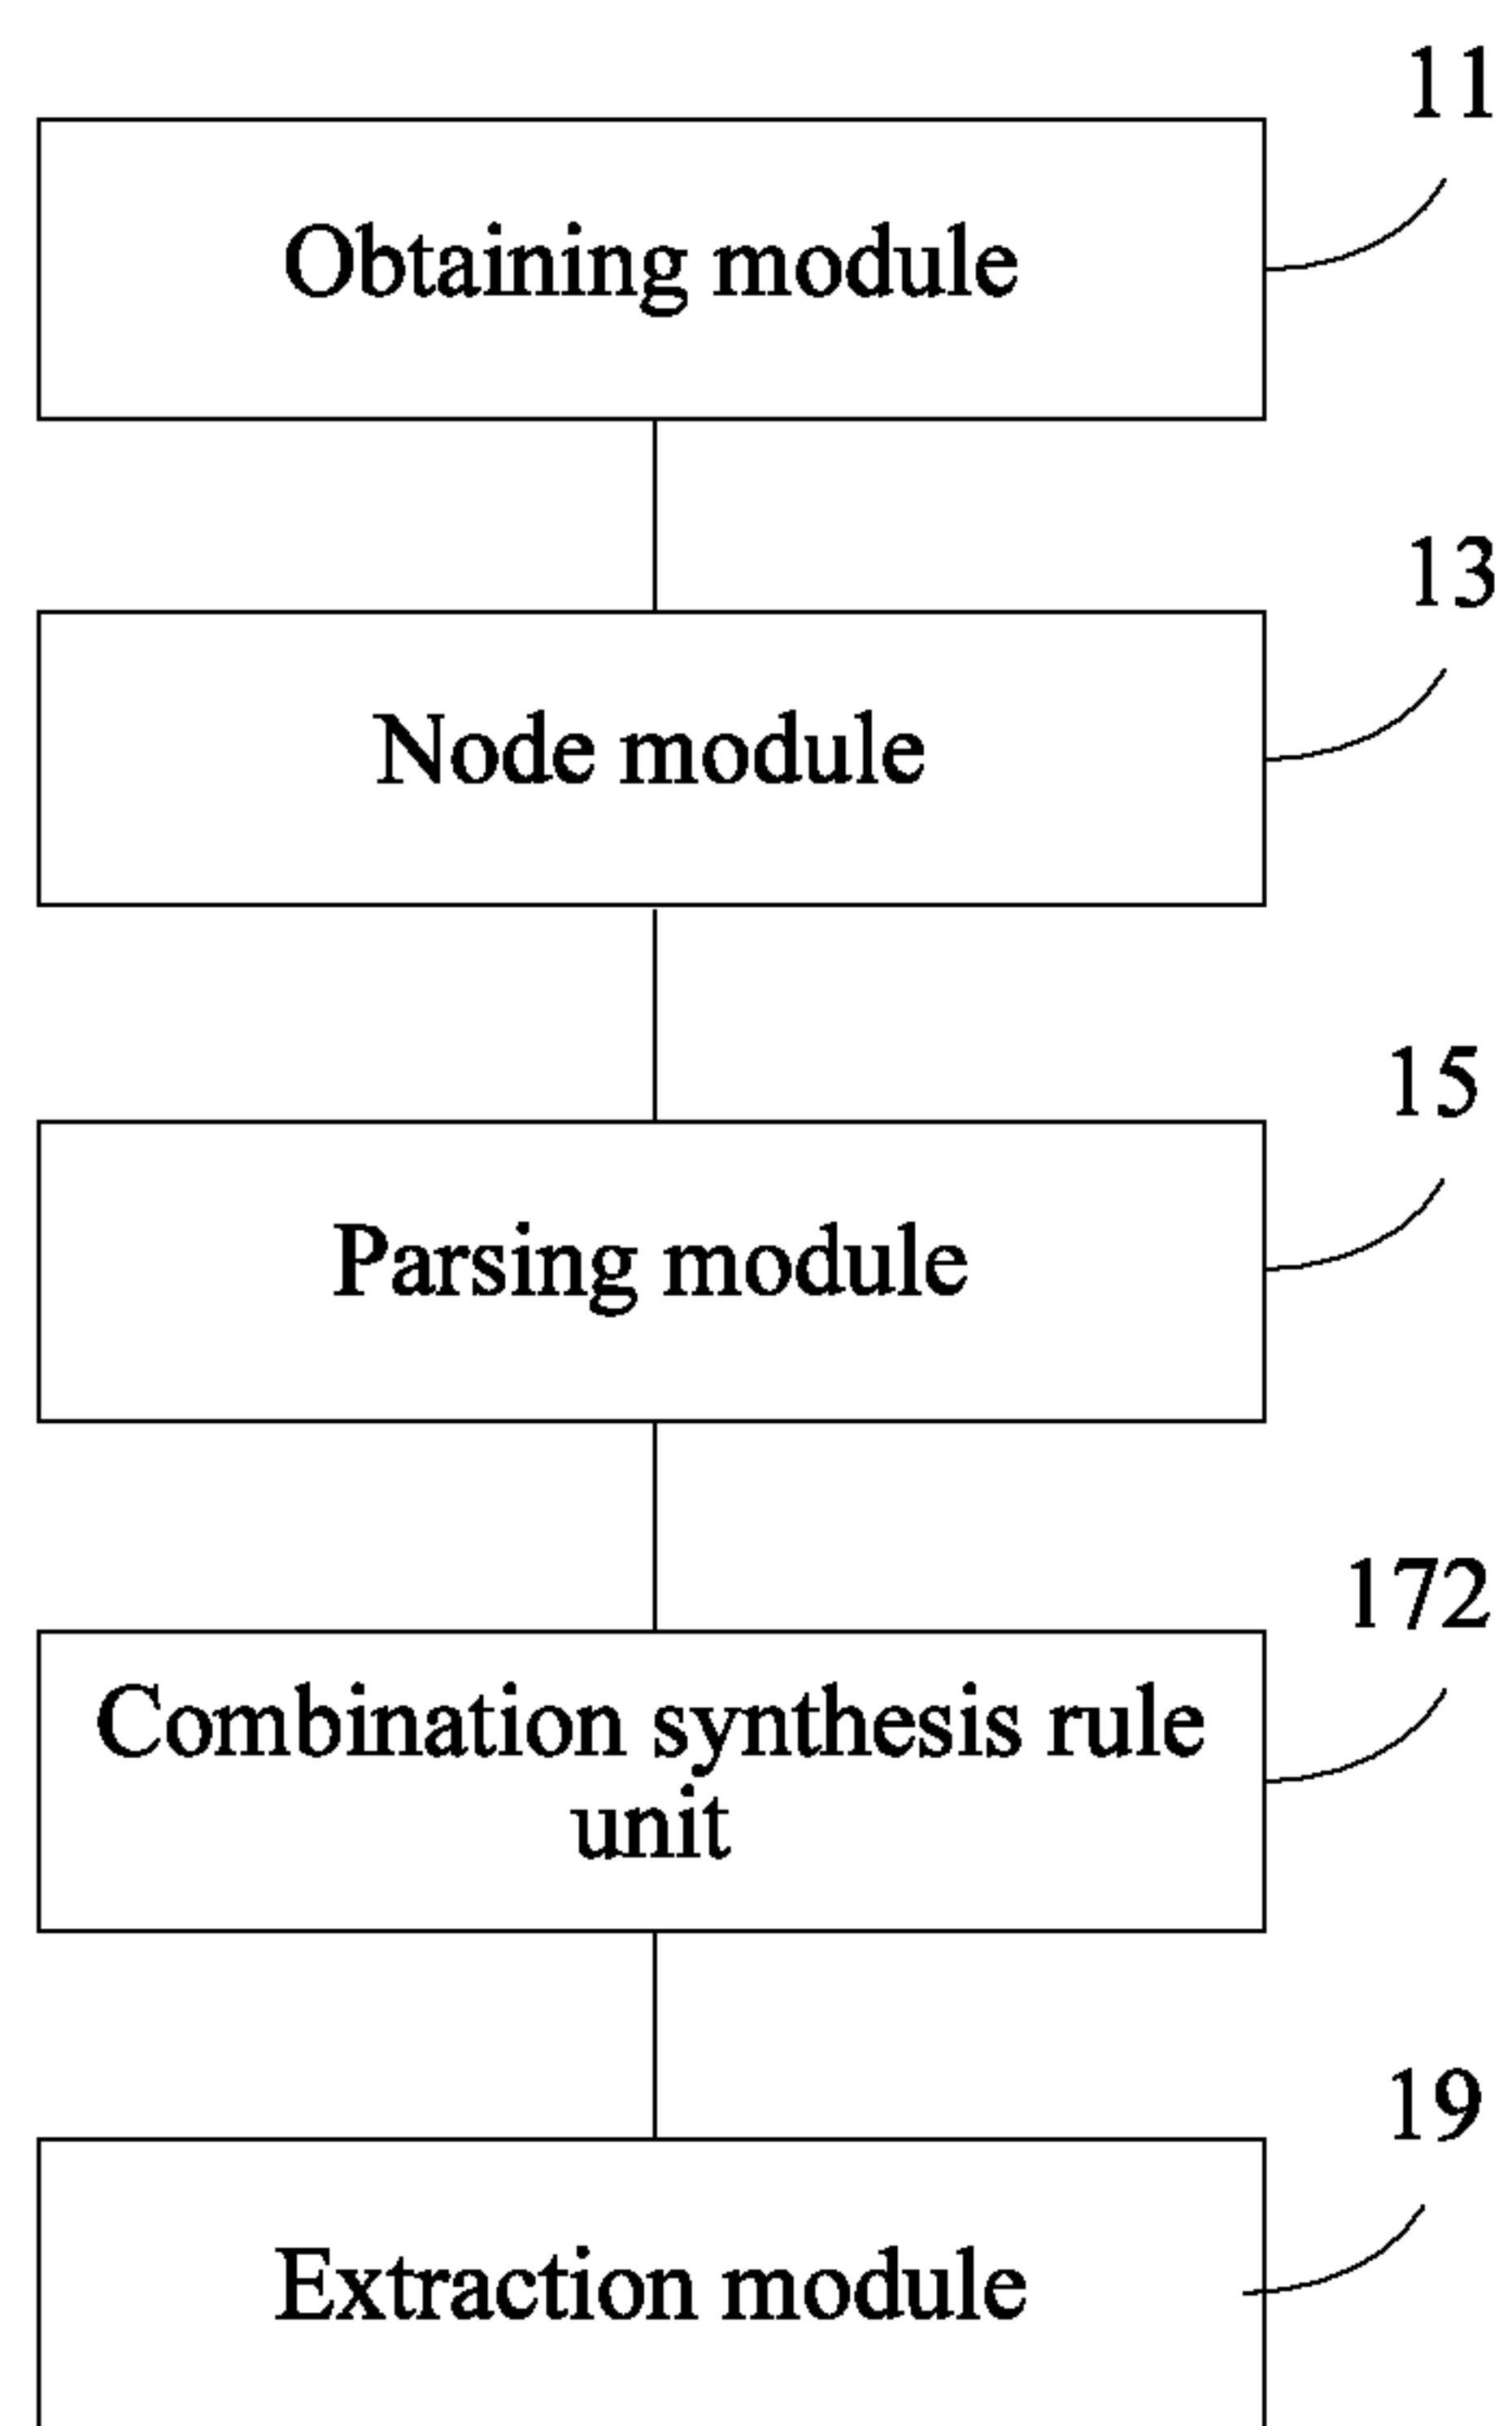 11
Obtaining module
13
Node module
15
Parsing module
172
Combination synthesis rule
unit
19
Extraction module